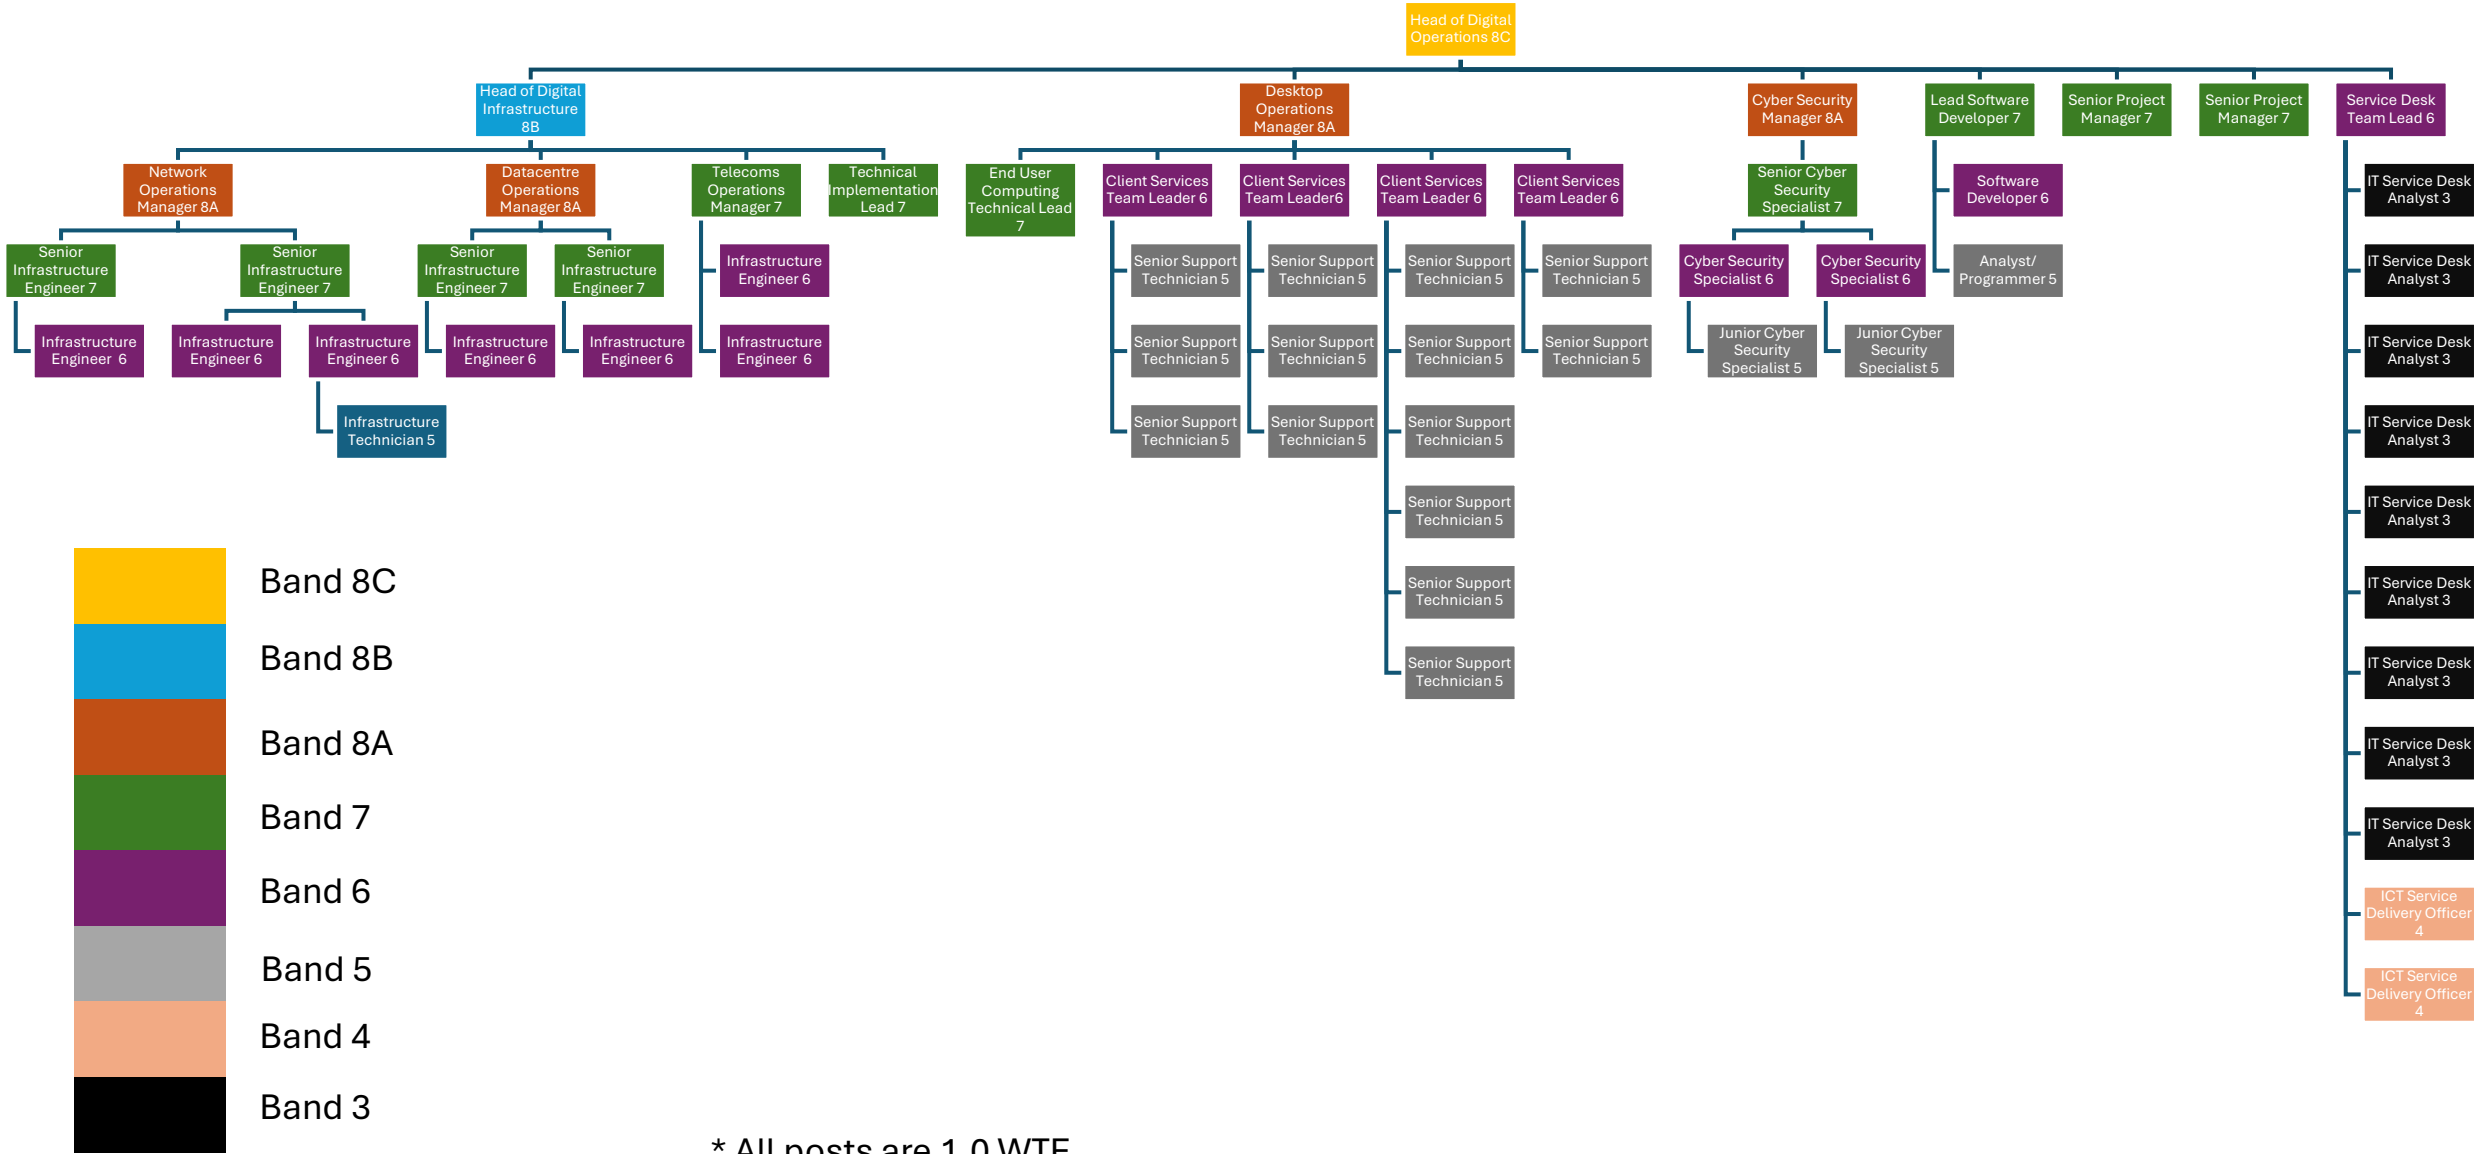 Head of Digital
Operations 8C
Head of Digital
Infrastructure
8B
Desktop
Operations
Manager 8A
Cyber Security
Manager 8A
Lead Software
Developer 7
Senior Project
Manager 7
Senior Project
Manager 7
Service Desk
Team Lead 6
Network
Operations
Manager 8A
Datacentre
Operations
Manager 8A
Telecoms
Operations
Manager 7
Technical
Implementation
Lead 7
End User
Computing
Technical Lead
7
Client Services
Team Leader 6
Client Services
Team Leader6
Client Services
Team Leader 6
Client Services
Team Leader 6
Senior Cyber
Security
Specialist 7
Software
Developer 6
IT Service Desk
Analyst 3
Senior
Infrastructure
Engineer 7
Senior
Infrastructure
Engineer 7
Senior
Infrastructure
Engineer 7
Senior
Infrastructure
Engineer 7
Infrastructure
Engineer 6
Senior Support
Technician 5
Senior Support
Technician 5
Senior Support
Technician 5
Senior Support
Technician 5
Cyber Security
Specialist 6
Cyber Security
Specialist 6
Analyst/
Programmer 5
IT Service Desk
Analyst 3
Infrastructure
Engineer 6
Infrastructure
Engineer 6
Infrastructure
Engineer 6
Infrastructure
Engineer 6
Infrastructure
Engineer 6
Infrastructure
Engineer 6
Senior Support
Technician 5
Senior Support
Technician 5
Senior Support
Technician 5
Senior Support
Technician 5
Junior Cyber
Security
Specialist 5
Junior Cyber
Security
Specialist 5
IT Service Desk
Analyst 3
Infrastructure
Technician 5
Senior Support
Technician 5
Senior Support
Technician 5
Senior Support
Technician 5
IT Service Desk
Analyst 3
Senior Support
Technician 5
IT Service Desk
Analyst 3
Senior Support
Technician 5
IT Service Desk
Analyst 3
Senior Support
Technician 5
IT Service Desk
Analyst 3
IT Service Desk
Analyst 3
IT Service Desk
Analyst 3
ICT Service
Delivery Officer
4
ICT Service
Delivery Officer
4
Band 8C
Band 8B
Band 8A
Band 7
Band 6
Band 5
Band 4
Band 3
* All posts are 1.0 WTE